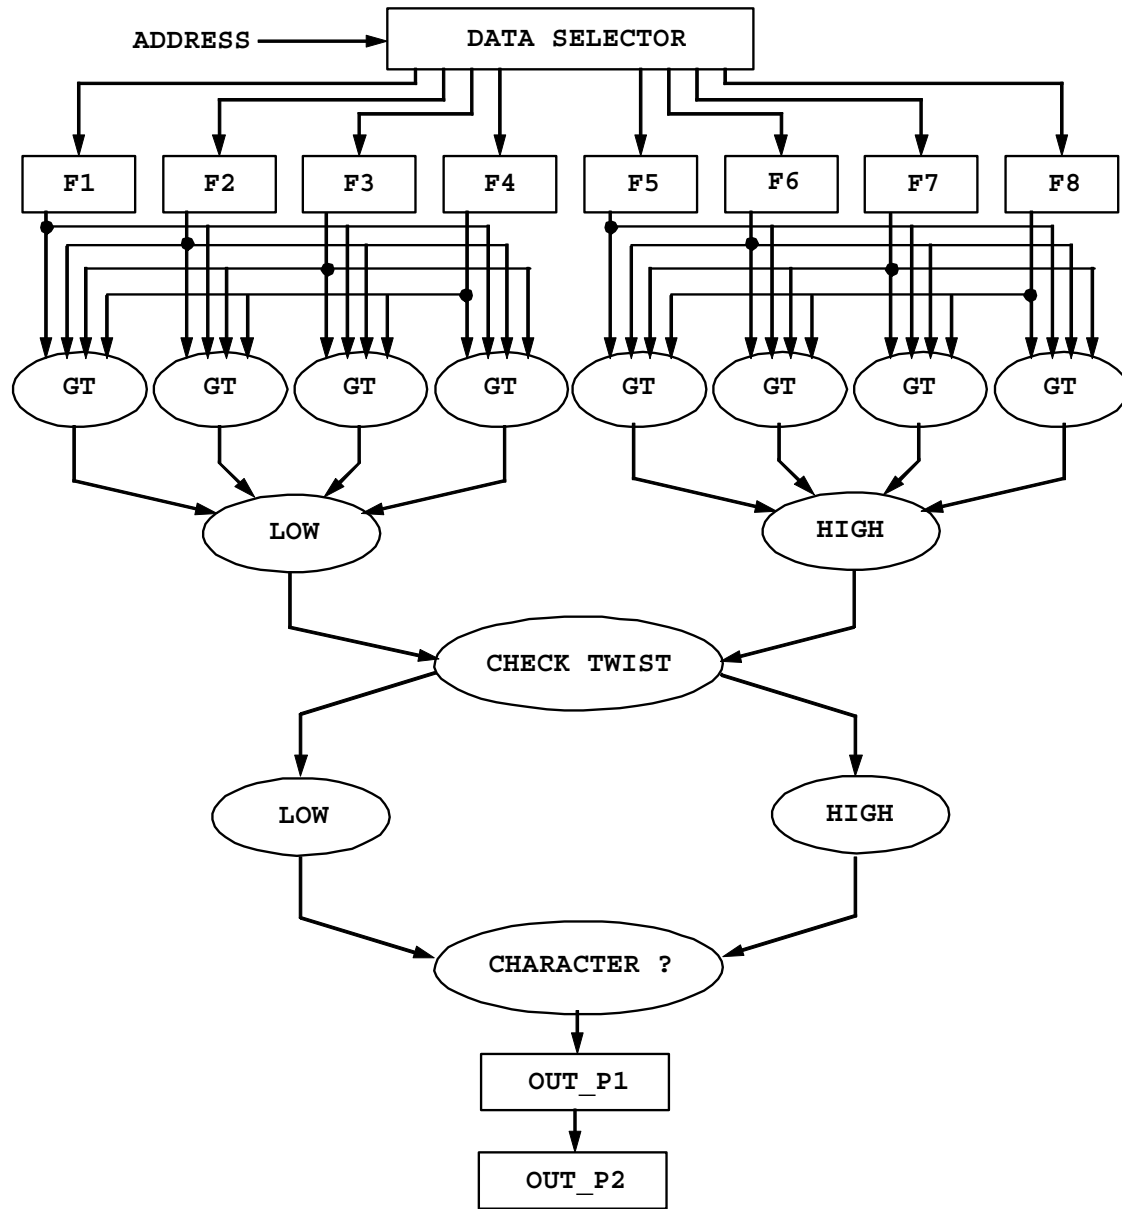 ADDRESS
DATA SELECTOR
F1
F2
F3
F4
F5
F6
F7
F8
GT
GT
GT
GT
GT
GT
GT
GT
LOW
HIGH
CHECK TWIST
LOW
HIGH
CHARACTER ?
OUT_P1
OUT_P2